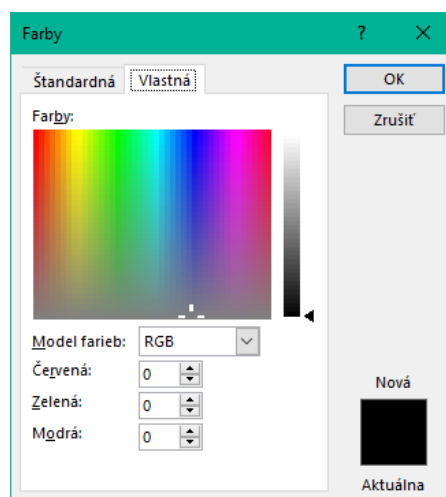 Farby ?
Štandardná Vlastná
OK
Zrušiť
Farby:
Model farieb: RGB
Červená: 0
Zelená: 0
Modrá: 0
Nová
Aktuálna